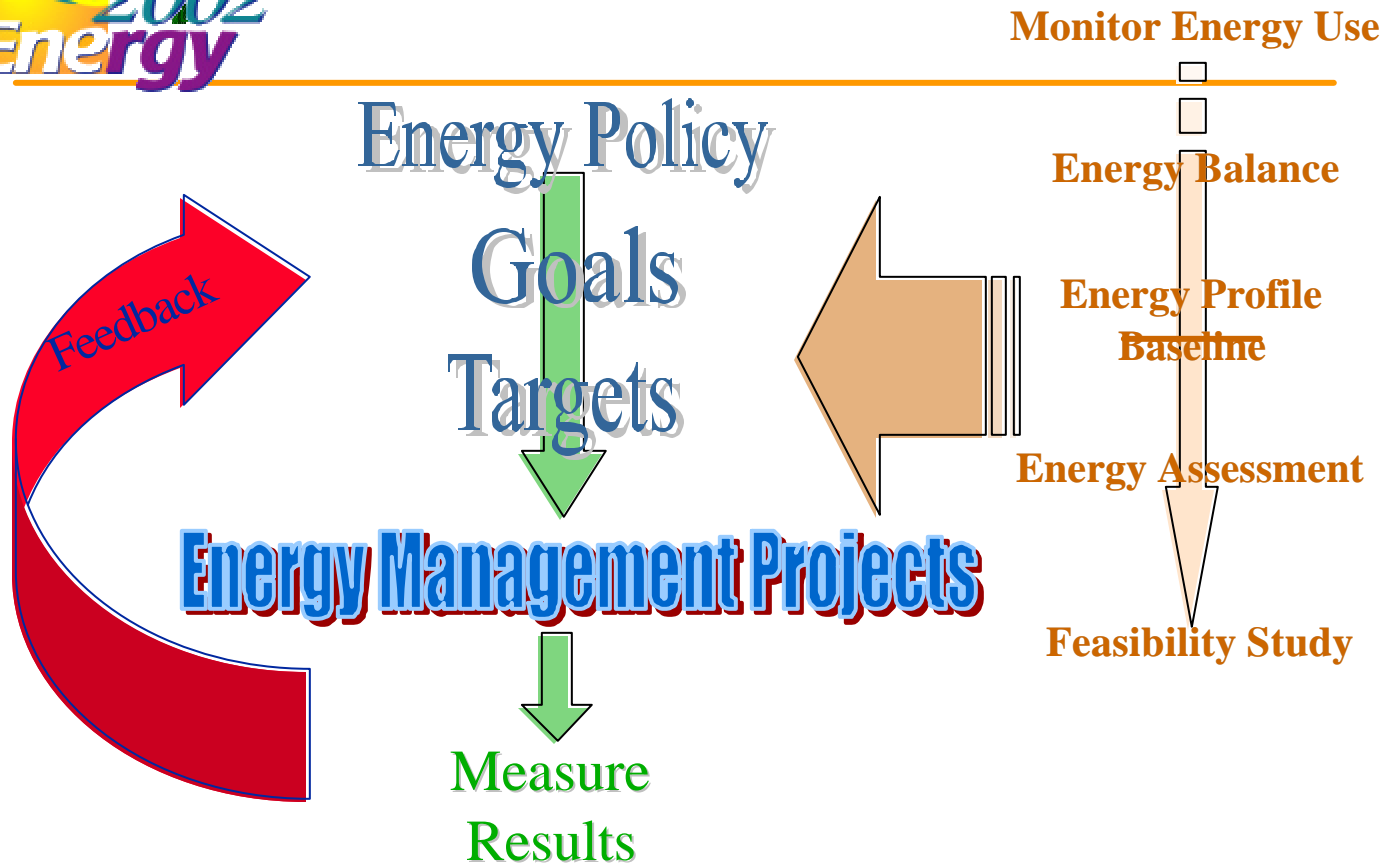 2002
Energy
Monitor Energy Use
Energy Policy
Energy Balance
Goals
Feedback
Energy Profile
Baseline
Targets
Energy Assessment
Energy Management Projects
Feasibility Study
Measure
Results